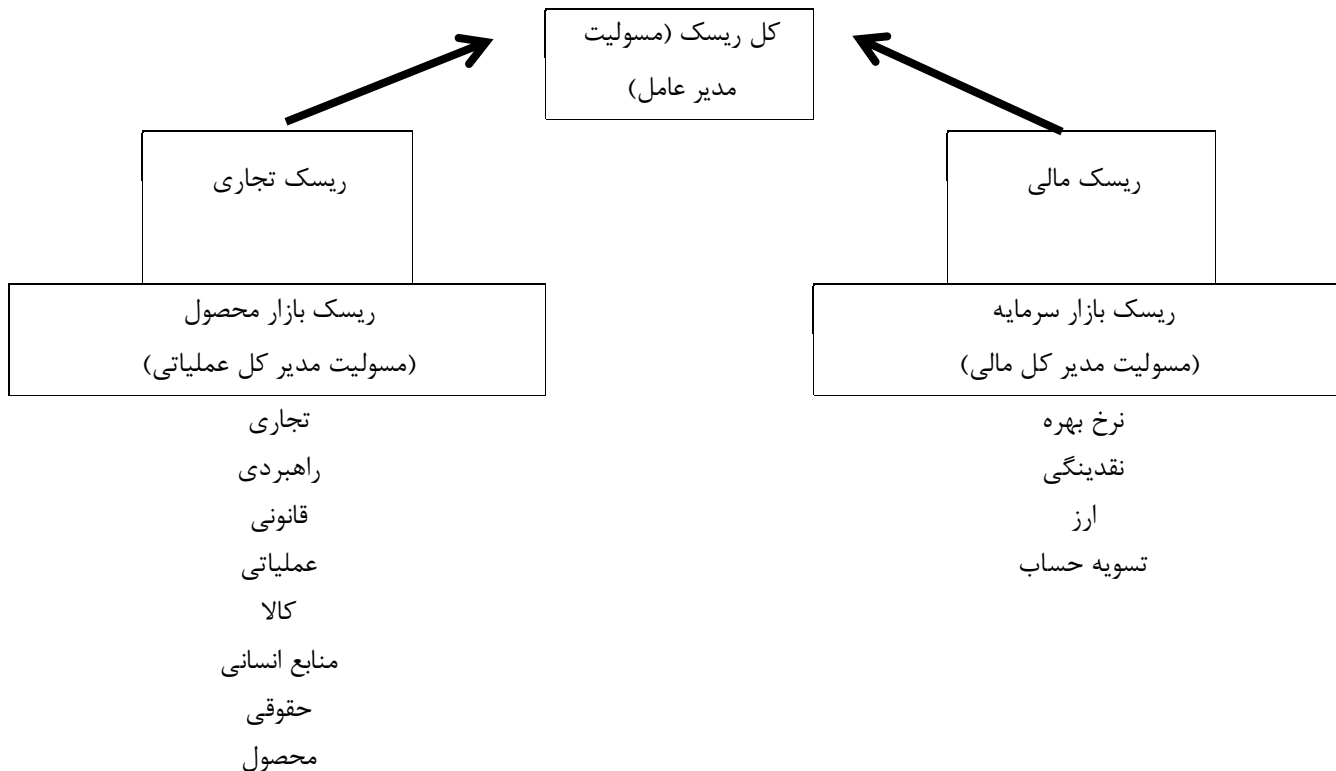 کل ریسک (مسولیت
مدیر عامل)
ریسک مالی
ریسک تجاری
ریسک بازار سرمایه
(مسولیت مدیر کل مالی)
نرخ بهره
نقدینگی
ارز
تسویه حساب
ریسک بازار محصول
(مسولیت مدیر کل عملیاتی)
تجاری
راهبردی
قانونی
عملیاتی
کالا
منابع انسانی
حقوقی
محصول